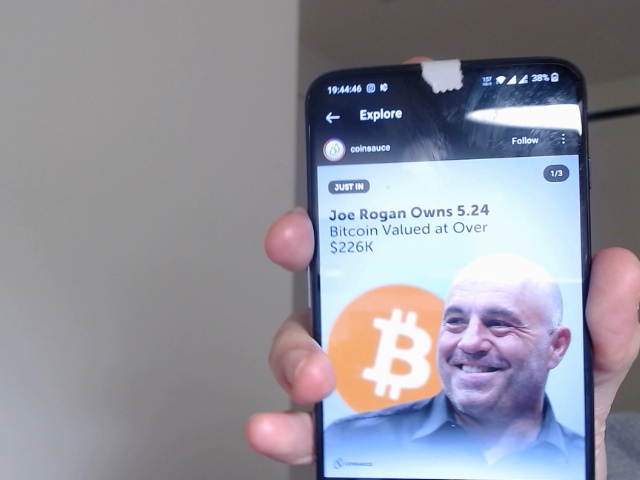 19:44:46
38%
Explore
coinsauce
Follow
1/3
JUST IN
Joe Rogan Owns 5.24
Bitcoin Valued at Over
$226K
COINSAUCE